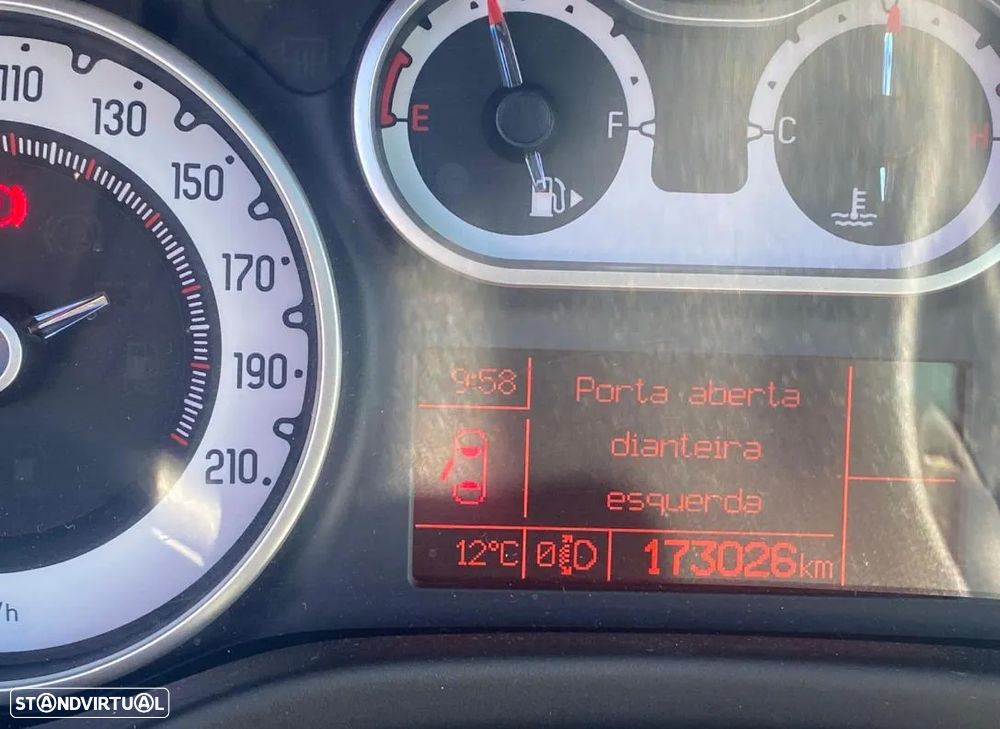 110
130
150
170
190
210
/h
E
F
C
H
9:58
Porta aberta
dianteira
esquerda
12°C
0
173026km
STANDVIRTUAL